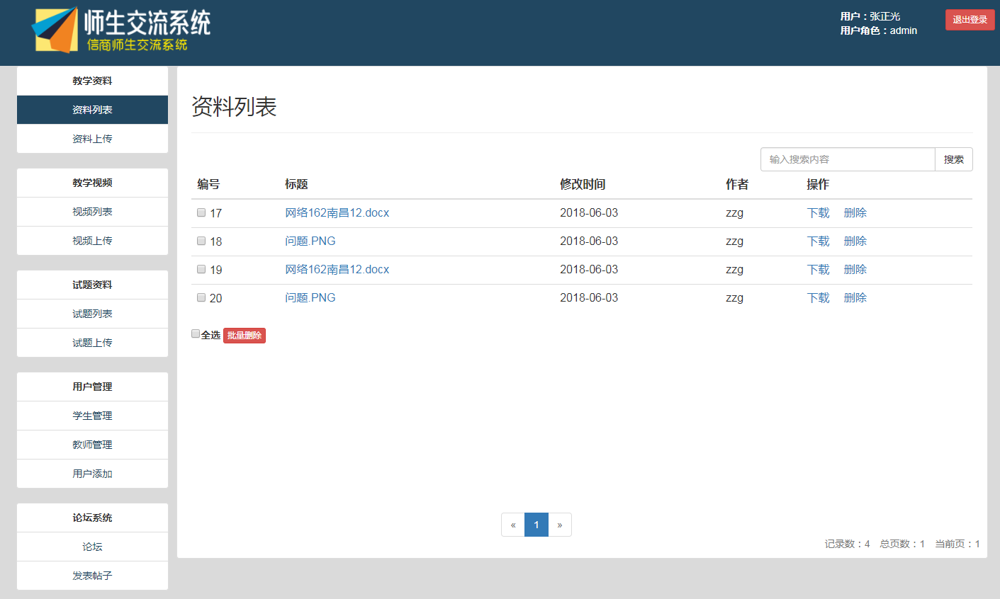 师生交流系统
信商师生交流系统
用户：张正光
用户角色：admin
退出登录
教学资料
资料列表
资料上传
教学视频
视频列表
视频上传
试题资料
试题列表
试题上传
用户管理
学生管理
教师管理
用户添加
论坛系统
论坛
发表帖子
资料列表
输入搜索内容 搜索
编号 标题 修改时间 作者 操作
17 网络162南昌12.docx 2018-06-03 zzg 下载 删除
18 问题.PNG 2018-06-03 zzg 下载 删除
19 网络162南昌12.docx 2018-06-03 zzg 下载 删除
20 问题.PNG 2018-06-03 zzg 下载 删除
全选 批量删除
« 1 »
记录数：4 总页数：1 当前页：1